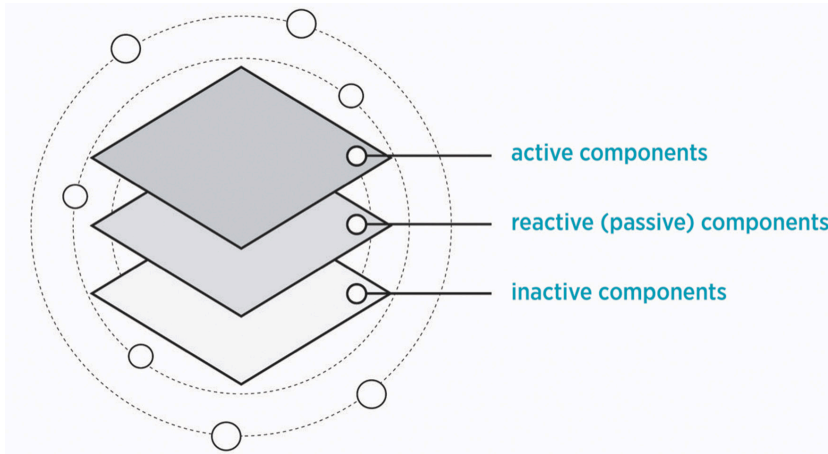 active components
reactive (passive) components
inactive components